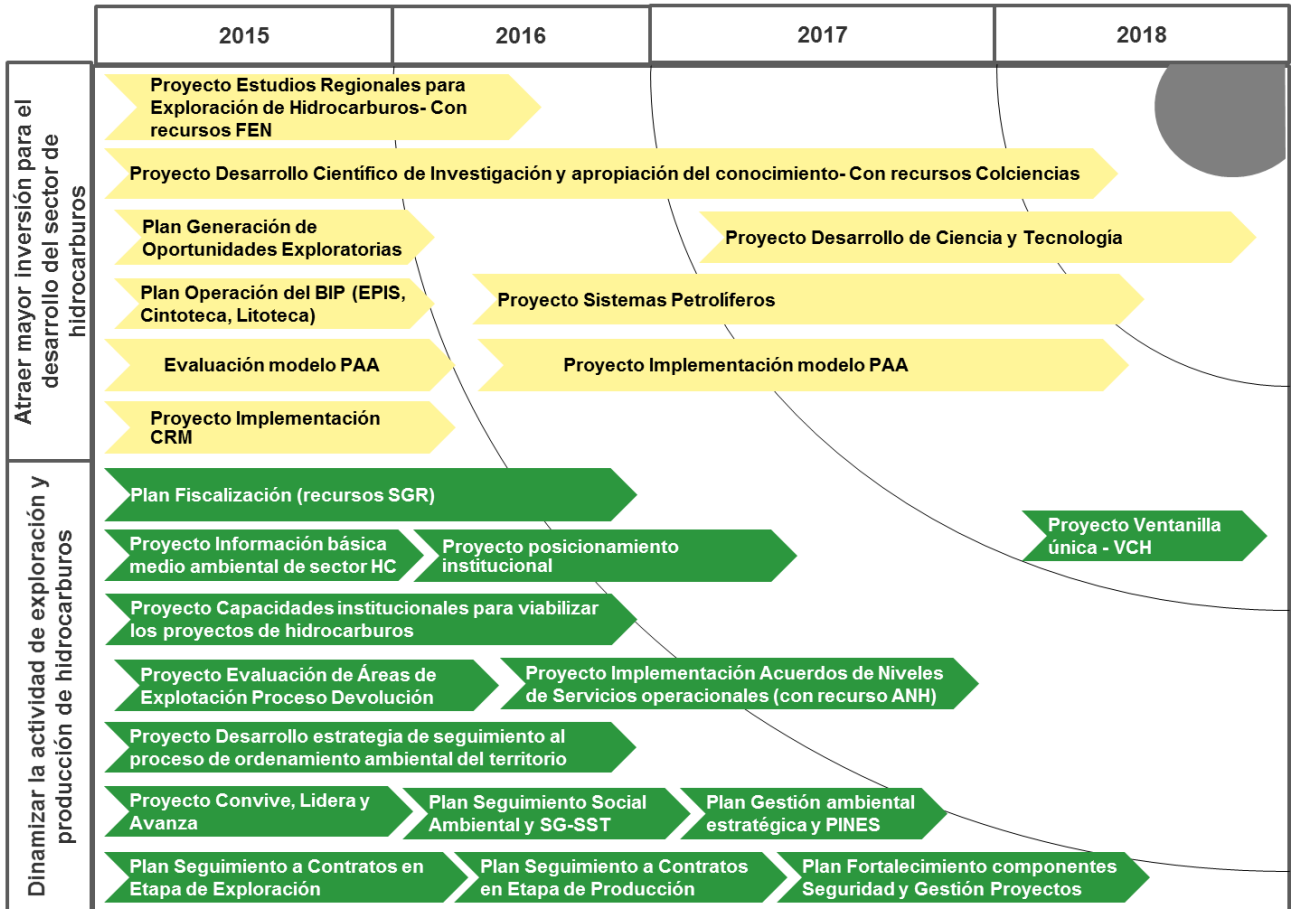 2015
2016
2017
2018
Atraer mayor inversión para el
desarrollo del sector de
hidrocarburos
Proyecto Estudios Regionales para
Exploración de Hidrocarburos- Con
recursos FEN
Proyecto Desarrollo Científico de Investigación y apropiación del conocimiento- Con recursos Colciencias
Plan Generación de
Oportunidades Exploratorias
Proyecto Desarrollo de Ciencia y Tecnología
Plan Operación del BIP (EPIS,
Cintoteca, Litoteca)
Proyecto Sistemas Petrolíferos
Evaluación modelo PAA
Proyecto Implementación modelo PAA
Proyecto Implementación
CRM
Dinamizar la actividad de exploración y
producción de hidrocarburos
Plan Fiscalización (recursos SGR)
Proyecto Ventanilla
única - VCH
Proyecto Información básica
medio ambiental de sector HC
Proyecto posicionamiento
institucional
Proyecto Capacidades institucionales para viabilizar
los proyectos de hidrocarburos
Proyecto Evaluación de Áreas de
Explotación Proceso Devolución
Proyecto Implementación Acuerdos de Niveles
de Servicios operacionales (con recurso ANH)
Proyecto Desarrollo estrategia de seguimiento al
proceso de ordenamiento ambiental del territorio
Proyecto Convive, Lidera y
Avanza
Plan Seguimiento Social
Ambiental y SG-SST
Plan Gestión ambiental
estratégica y PINES
Plan Seguimiento a Contratos en
Etapa de Exploración
Plan Seguimiento a Contratos
en Etapa de Producción
Plan Fortalecimiento componentes
Seguridad y Gestión Proyectos